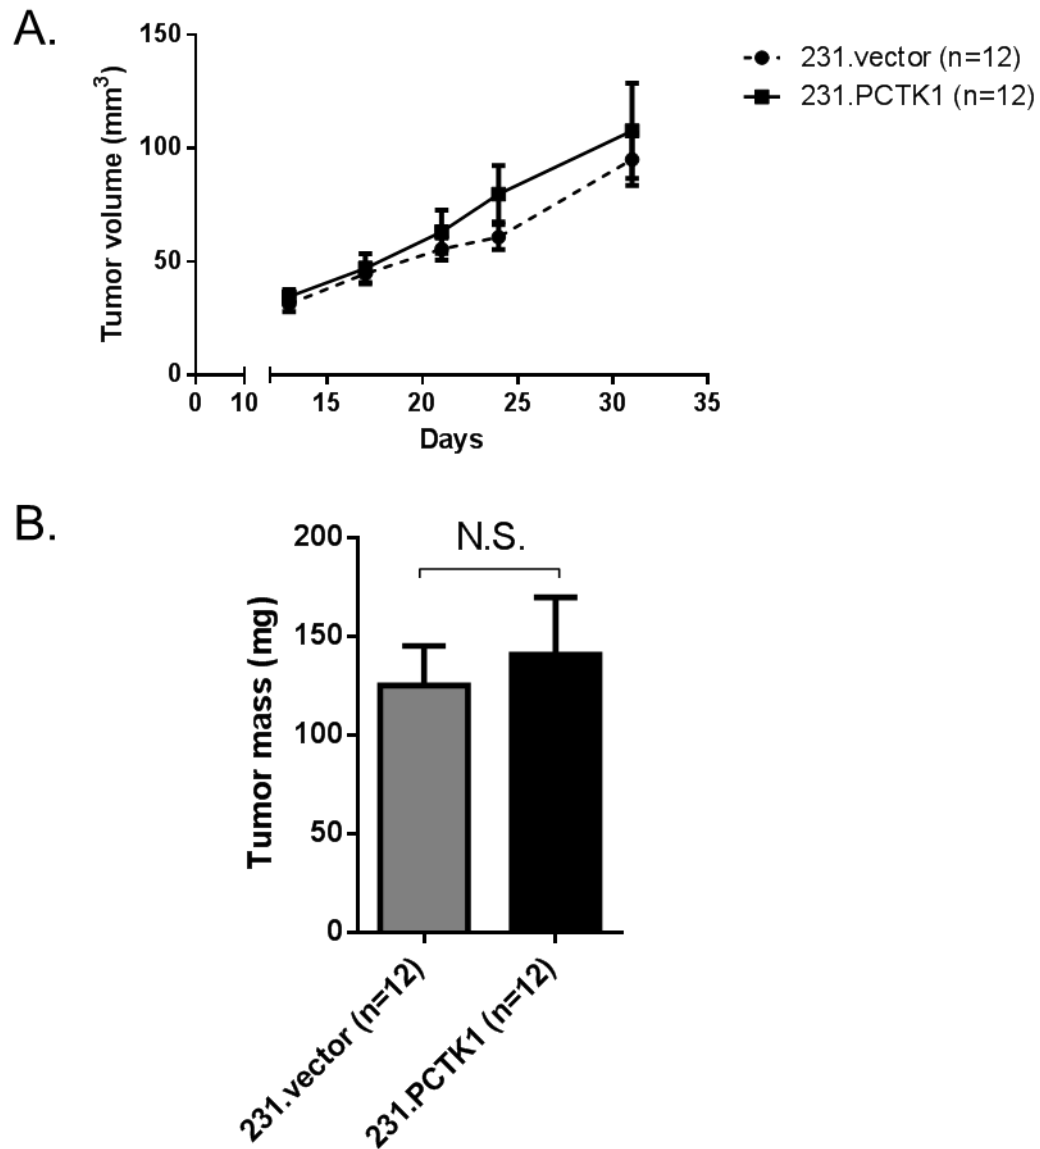 A.
150
100
50
0
Tumor volume (mm³)
0 10 15 20 25 30 35
Days
231.vector (n=12)
231.PCTK1 (n=12)
B.
N.S.
200
150
100
50
0
Tumor mass (mg)
231.vector (n=12)
231.PCTK1 (n=12)